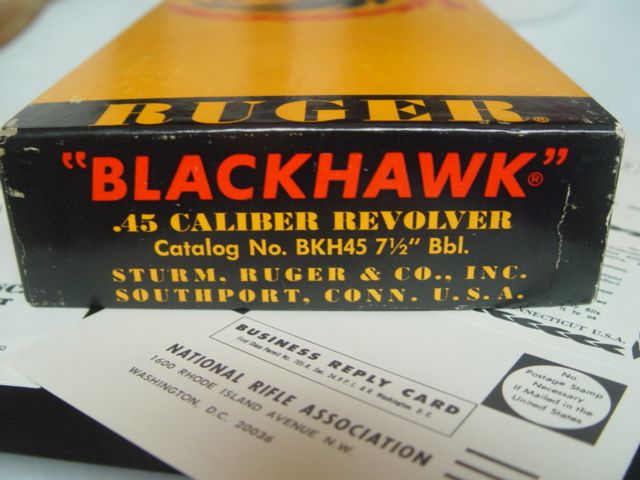 RUGER®
"BLACKHAWK"®
.45 CALIBER REVOLVER
Catalog No. BKH45 7½" Bbl.
STURM, RUGER & CO., INC.
SOUTHPORT, CONN. U.S.A.
CONNECTICUT U.S.A.
BUSINESS REPLY CARD
NATIONAL RIFLE ASSOCIATION
1600 RHODE ISLAND AVENUE N.W.
WASHINGTON, D.C. 20036
No
Postage Stamp
Necessary
If Mailed in the
United States